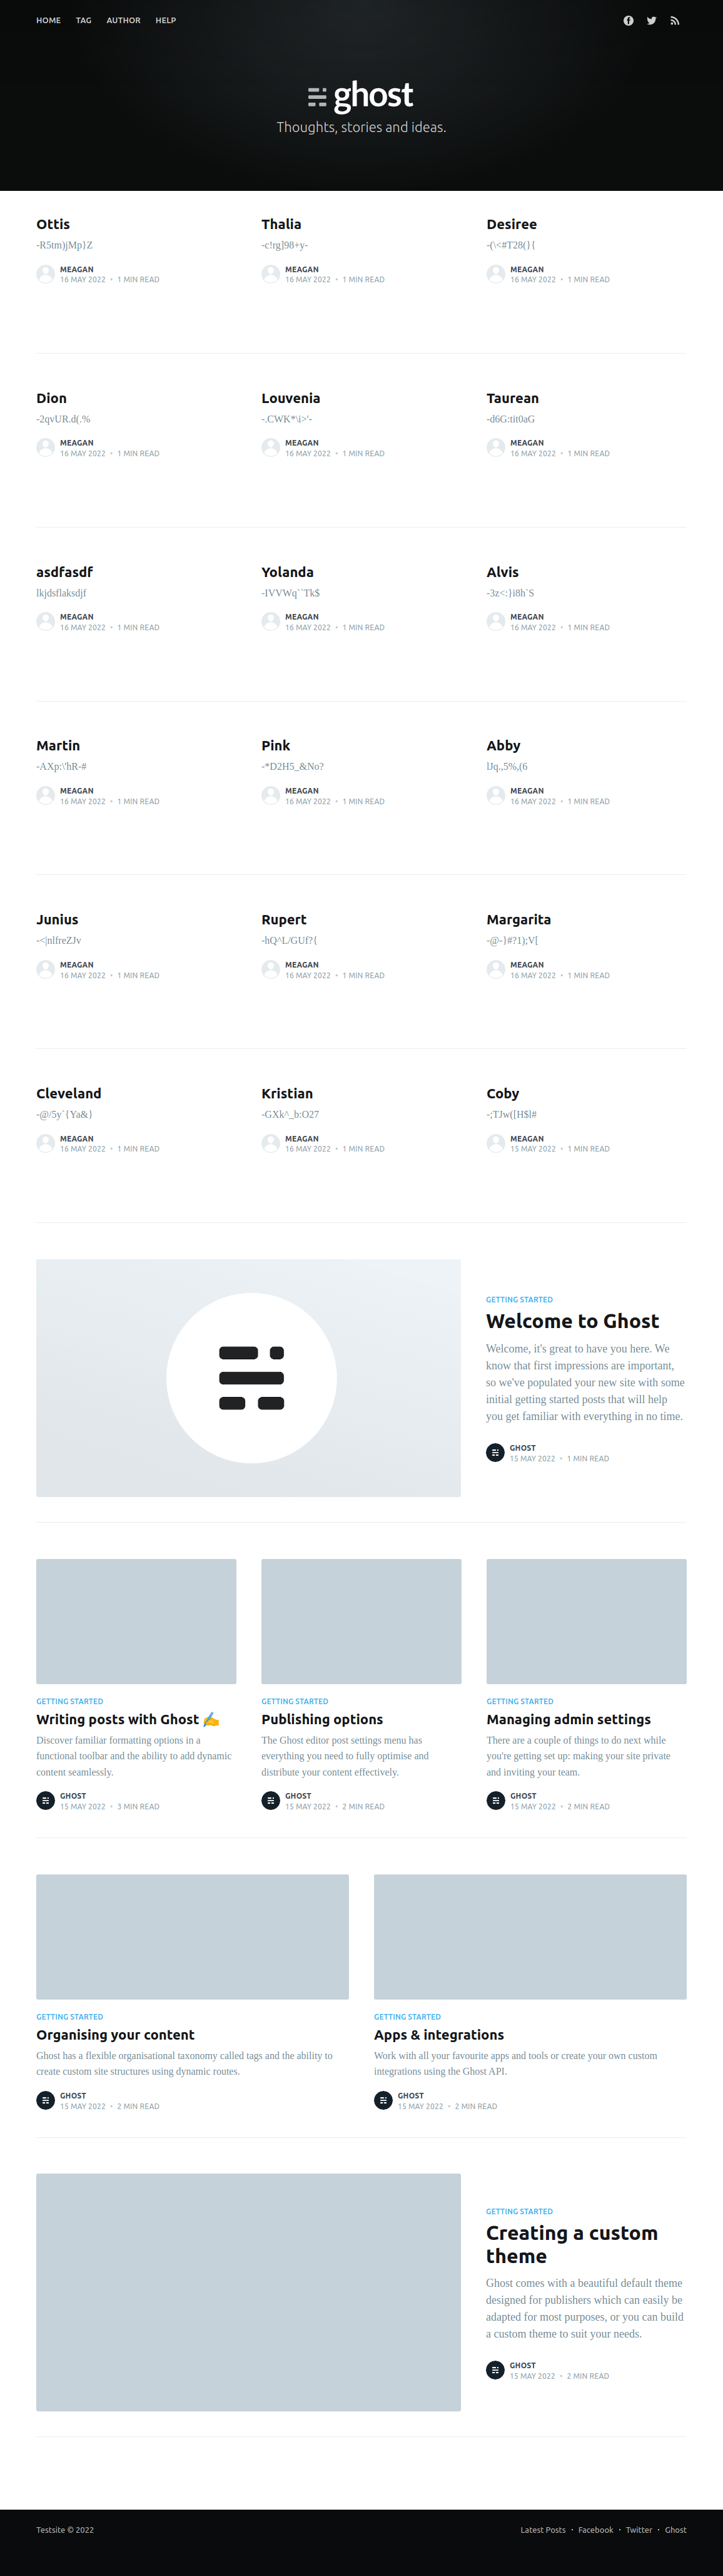 HOME TAG AUTHOR HELP
ghost
Thoughts, stories and ideas.
Ottis
-R5tm)jMp}Z
MEAGAN
16 MAY 2022 • 1 MIN READ
Thalia
-c!rg]98+y-
MEAGAN
16 MAY 2022 • 1 MIN READ
Desiree
-(\<#T28(}{
MEAGAN
16 MAY 2022 • 1 MIN READ
Dion
-2qvUR.d(.%
MEAGAN
16 MAY 2022 • 1 MIN READ
Louvenia
-.CWK*\i>'-
MEAGAN
16 MAY 2022 • 1 MIN READ
Taurean
-d6G:tit0aG
MEAGAN
16 MAY 2022 • 1 MIN READ
asdfasdf
lkjdsflaksdjf
MEAGAN
16 MAY 2022 • 1 MIN READ
Yolanda
-IVVWq``Tk$
MEAGAN
16 MAY 2022 • 1 MIN READ
Alvis
-3z<:}i8h`S
MEAGAN
16 MAY 2022 • 1 MIN READ
Martin
-AXp:\'hR-#
MEAGAN
16 MAY 2022 • 1 MIN READ
Pink
-*D2H5_&No?
MEAGAN
16 MAY 2022 • 1 MIN READ
Abby
lJq.,5%,(6
MEAGAN
16 MAY 2022 • 1 MIN READ
Junius
-<|nlfreZJv
MEAGAN
16 MAY 2022 • 1 MIN READ
Rupert
-hQ^L/GUf?{
MEAGAN
16 MAY 2022 • 1 MIN READ
Margarita
-@-}#?1);V[
MEAGAN
16 MAY 2022 • 1 MIN READ
Cleveland
-@/5y`{Ya&}
MEAGAN
16 MAY 2022 • 1 MIN READ
Kristian
-GXk^_b:O27
MEAGAN
16 MAY 2022 • 1 MIN READ
Coby
-;TJw([H$l#
MEAGAN
15 MAY 2022 • 1 MIN READ
GETTING STARTED
Welcome to Ghost
Welcome, it's great to have you here. We
know that first impressions are important,
so we've populated your new site with some
initial getting started posts that will help
you get familiar with everything in no time.
GHOST
15 MAY 2022 • 1 MIN READ
GETTING STARTED
Writing posts with Ghost ✍️
Discover familiar formatting options in a
functional toolbar and the ability to add dynamic
content seamlessly.
GHOST
15 MAY 2022 • 3 MIN READ
GETTING STARTED
Publishing options
The Ghost editor post settings menu has
everything you need to fully optimise and
distribute your content effectively.
GHOST
15 MAY 2022 • 2 MIN READ
GETTING STARTED
Managing admin settings
There are a couple of things to do next while
you're getting set up: making your site private
and inviting your team.
GHOST
15 MAY 2022 • 2 MIN READ
GETTING STARTED
Organising your content
Ghost has a flexible organisational taxonomy called tags and the ability to
create custom site structures using dynamic routes.
GHOST
15 MAY 2022 • 2 MIN READ
GETTING STARTED
Apps & integrations
Work with all your favourite apps and tools or create your own custom
integrations using the Ghost API.
GHOST
15 MAY 2022 • 2 MIN READ
GETTING STARTED
Creating a custom
theme
Ghost comes with a beautiful default theme
designed for publishers which can easily be
adapted for most purposes, or you can build
a custom theme to suit your needs.
GHOST
15 MAY 2022 • 2 MIN READ
Testsite © 2022
Latest Posts · Facebook · Twitter · Ghost